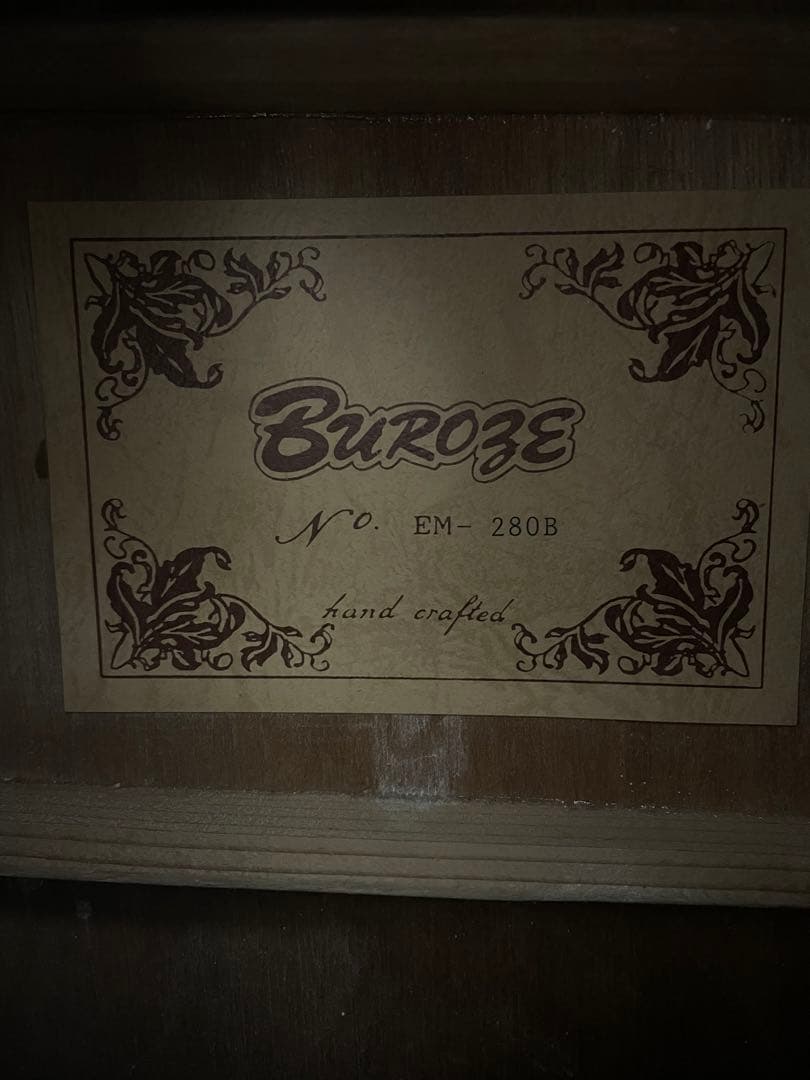 BUROZE
No. EM- 280B
hand crafted